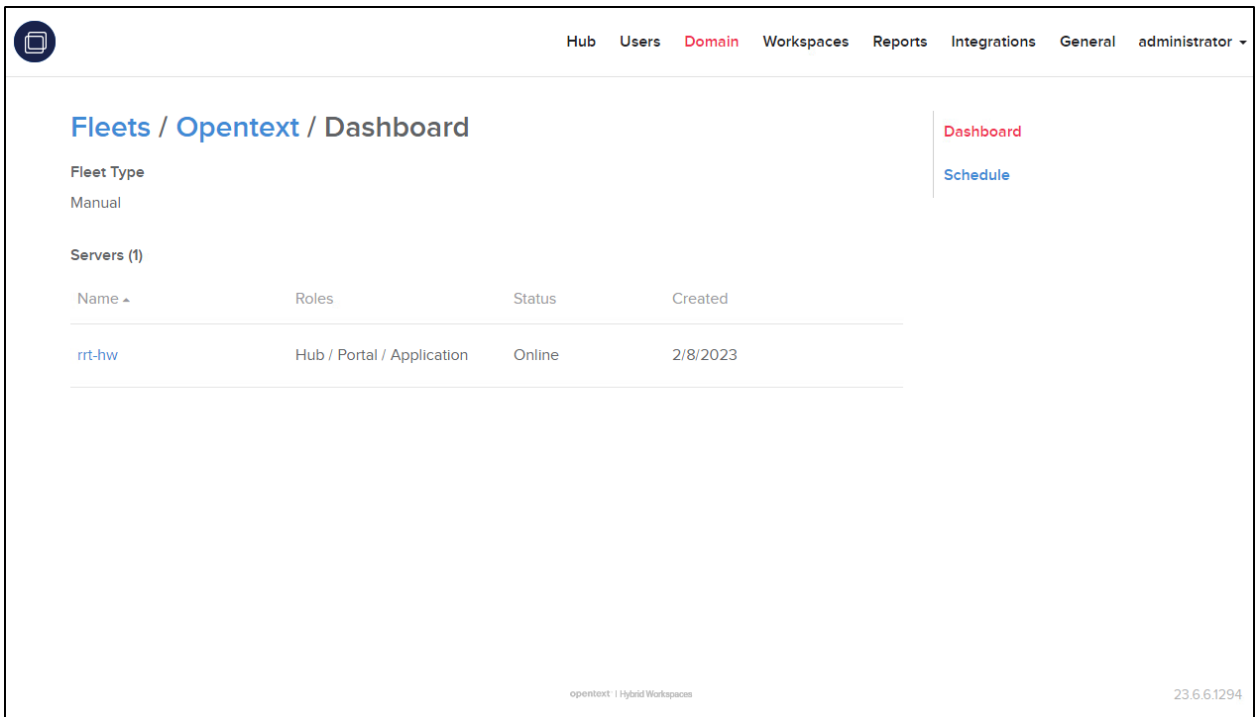 Hub Users Domain Workspaces Reports Integrations General administrator
Fleets / Opentext / Dashboard
Dashboard
Fleet Type
Schedule
Manual
Servers (1)
Name Roles Status Created
rrt-hw Hub / Portal / Application Online 2/8/2023
opentext™ | Hybrid Workspaces
23.6.6.1294